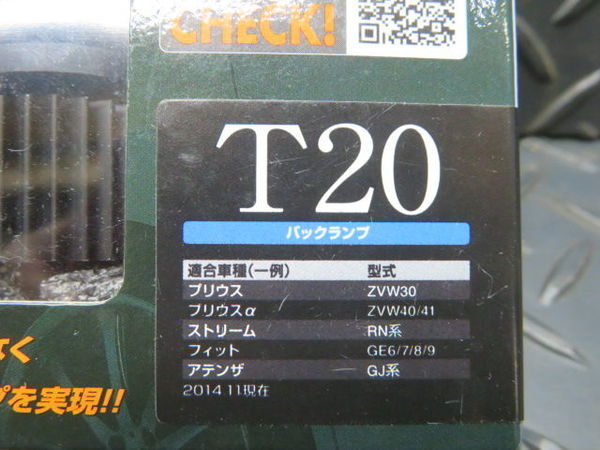 CHECK!
T20
バックランプ
適合車種(一例) 型式
プリウス ZVW30
プリウスα ZVW40/41
ストリーム RN系
フィット GE6/7/8/9
アテンザ GJ系
2014.11現在
なく
プを実現!!